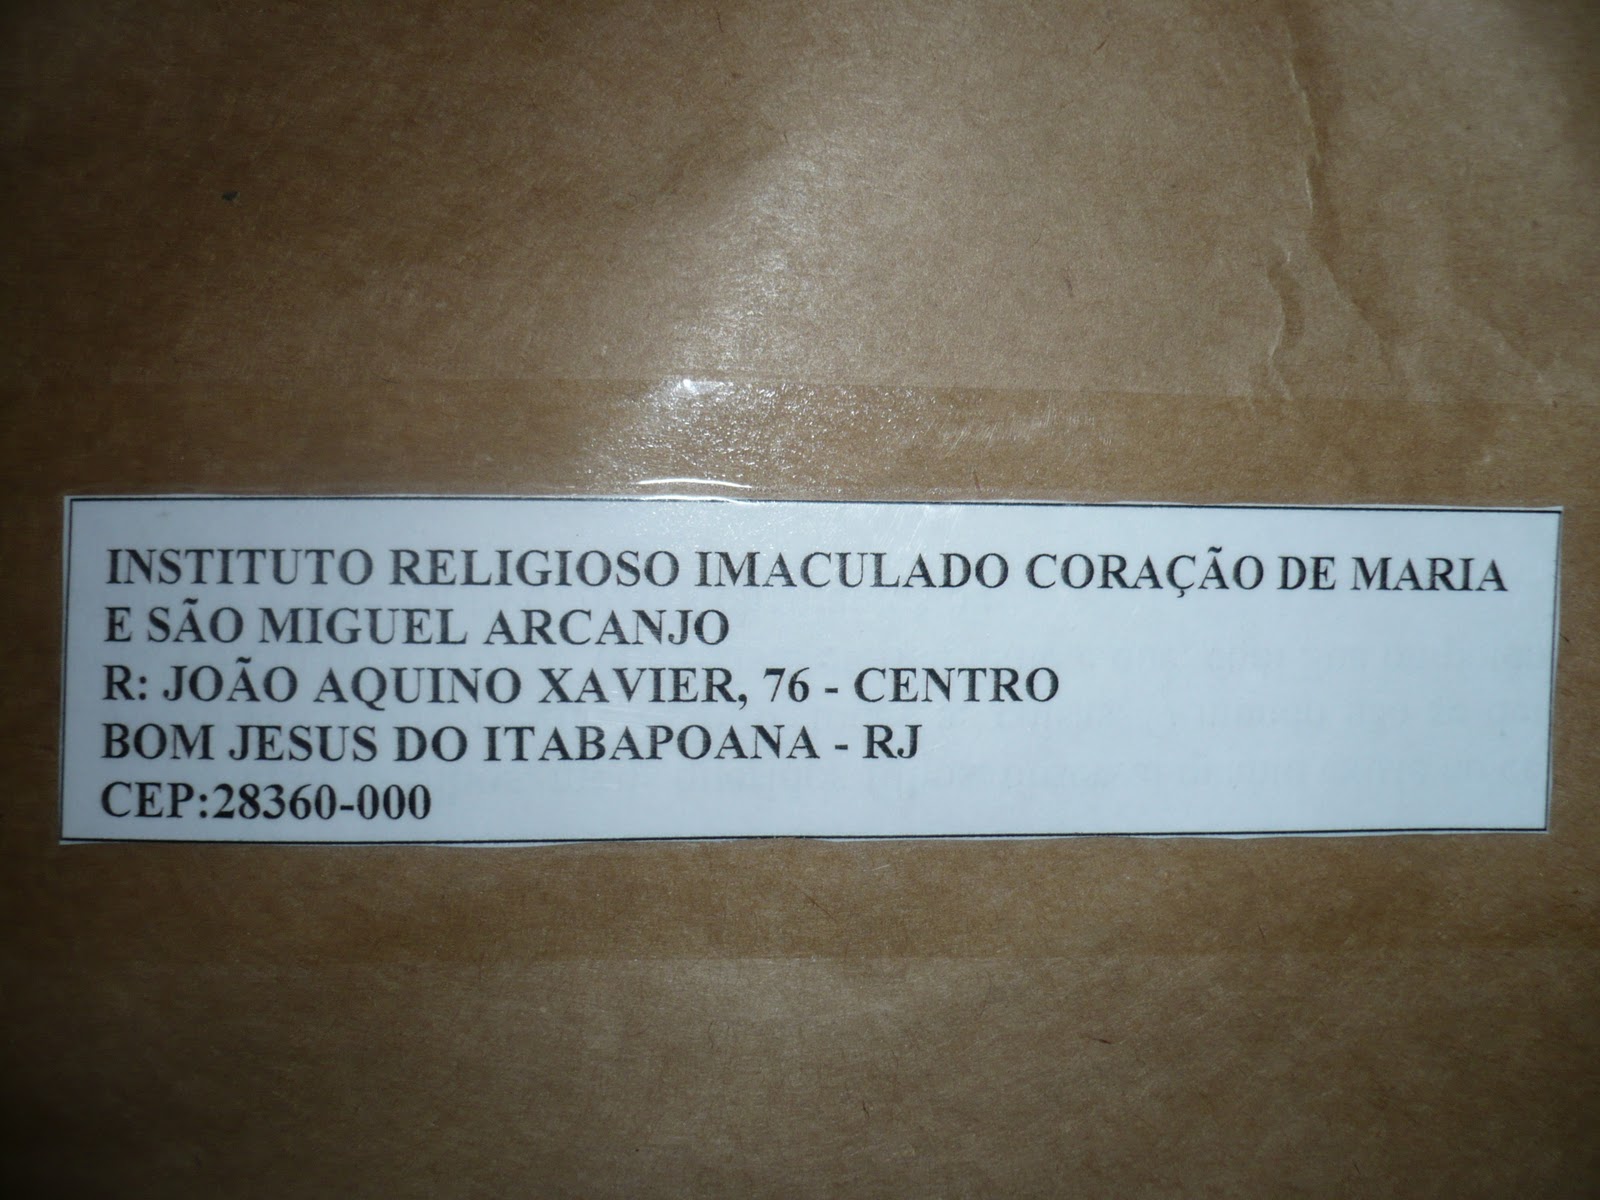 INSTITUTO RELIGIOSO IMACULADO CORAÇÃO DE MARIA
E SÃO MIGUEL ARCANJO
R: JOÃO AQUINO XAVIER, 76 - CENTRO
BOM JESUS DO ITABAPOANA - RJ
CEP:28360-000